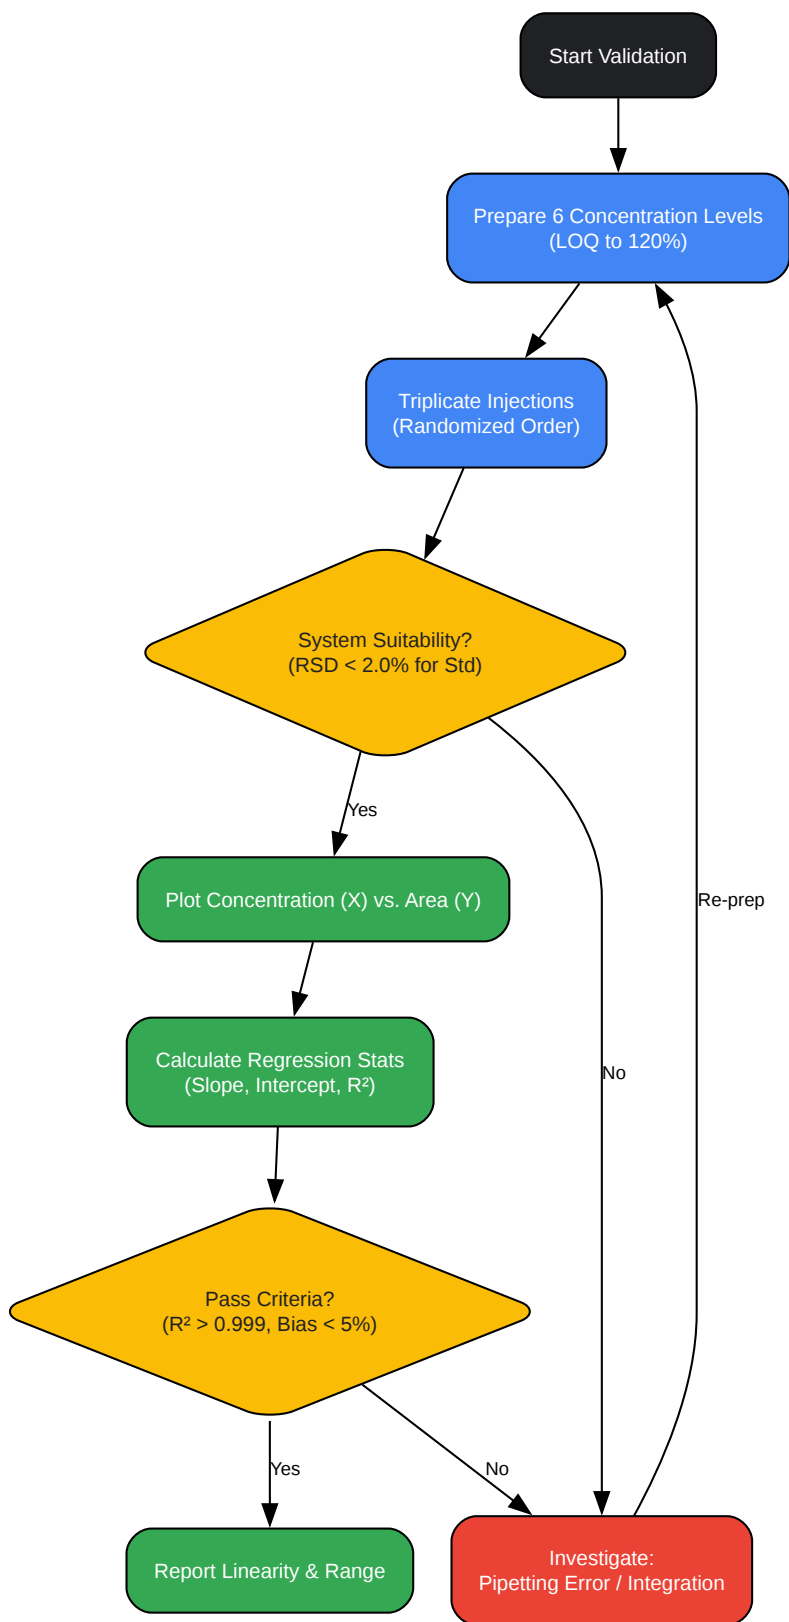 Start Validation
Prepare 6 Concentration Levels
(LOQ to 120%)
Triplicate Injections
(Randomized Order)
System Suitability?
(RSD < 2.0% for Std)
Yes
Plot Concentration (X) vs. Area (Y)
Re-prep
Calculate Regression Stats
(Slope, Intercept, R²)
No
Pass Criteria?
(R² > 0.999, Bias < 5%)
Yes
No
Report Linearity & Range
Investigate:
Pipetting Error / Integration